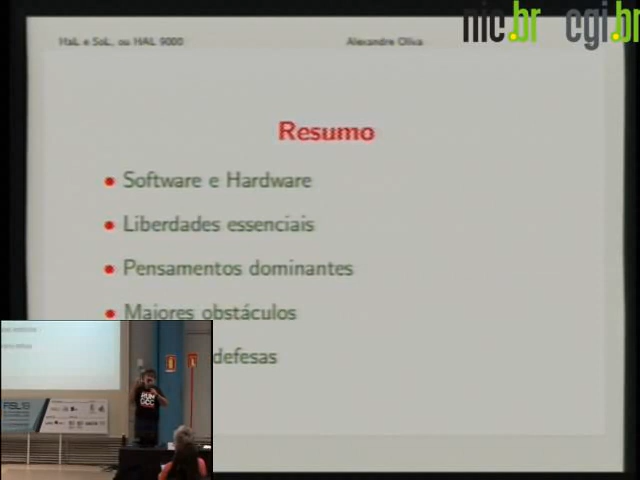 HaL e SoL, ou HAL 9000
Alexandre Oliva
nic.br cgi.br
Resumo
• Software e Hardware
• Liberdades essenciais
• Pensamentos dominantes
• Maiores obstáculos
defesas